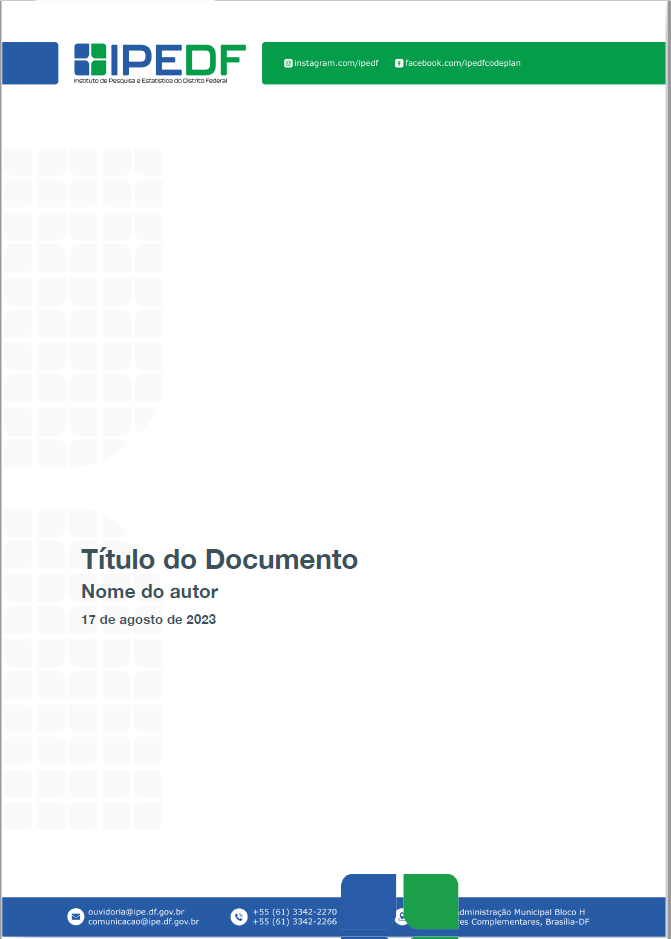 IPEDF
Instituto de Pesquisa e Estatística do Distrito Federal
instagram.com/ipedf
facebook.com/ipedfcodeplan
Título do Documento
Nome do autor
17 de agosto de 2023
ouvidoria@ipe.df.gov.br
comunicacao@ipe.df.gov.br
+55 (61) 3342-2270
+55 (61) 3342-2266
dministração Municipal Bloco H
res Complementares, Brasília-DF